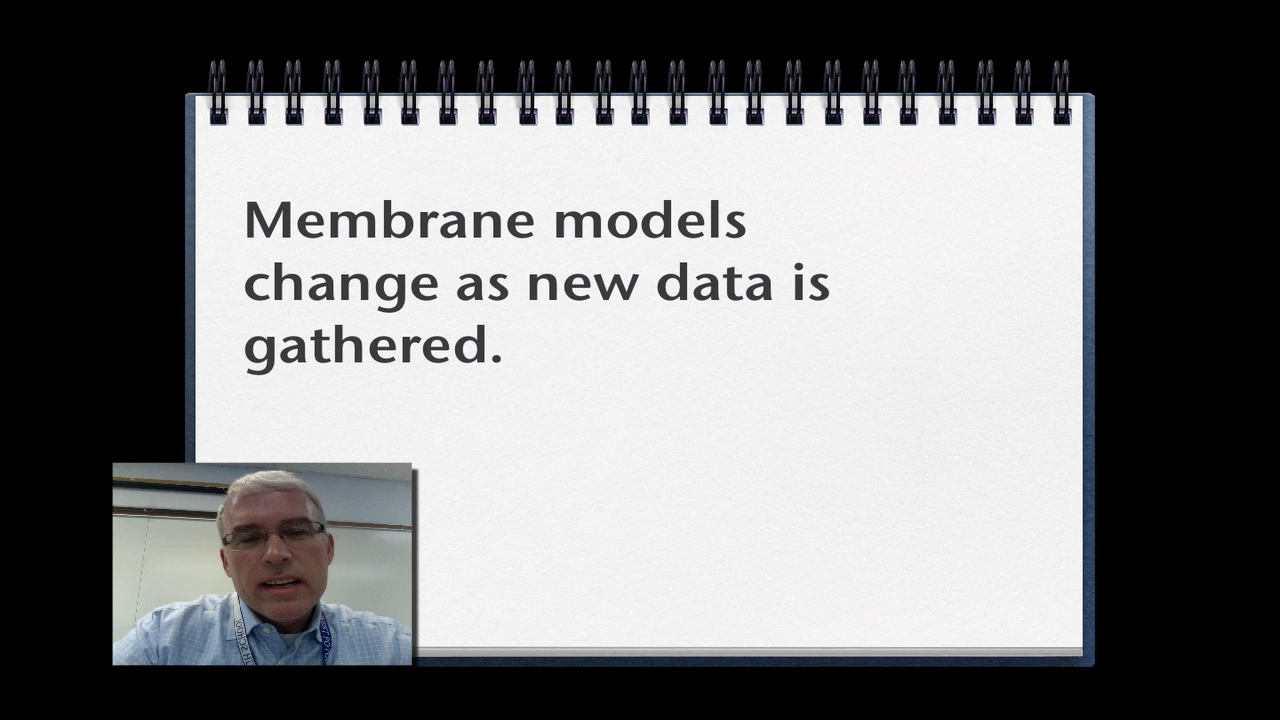 Membrane models
change as new data is
gathered.